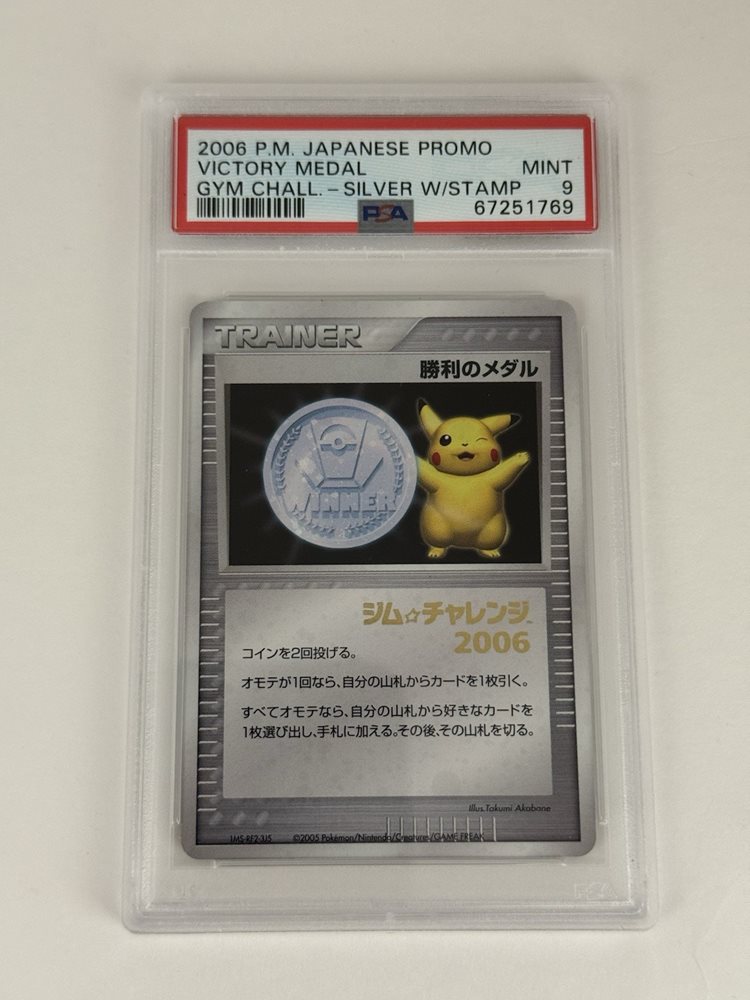 2006 P.M. JAPANESE PROMO
VICTORY MEDAL MINT
GYM CHALL.-SILVER W/STAMP 9
PSA 67251769
TRAINER
勝利のメダル
WINNER
ジム☆チャレンジ
2006
コインを2回投げる。
オモテが1回なら、自分の山札からカードを1枚引く。
すべてオモテなら、自分の山札から好きなカードを
1枚選び出し、手札に加える。その後、その山札を切る。
Illus. Takumi Akabane
©2005 Pokémon/Nintendo/Creatures/GAME FREAK
PSA